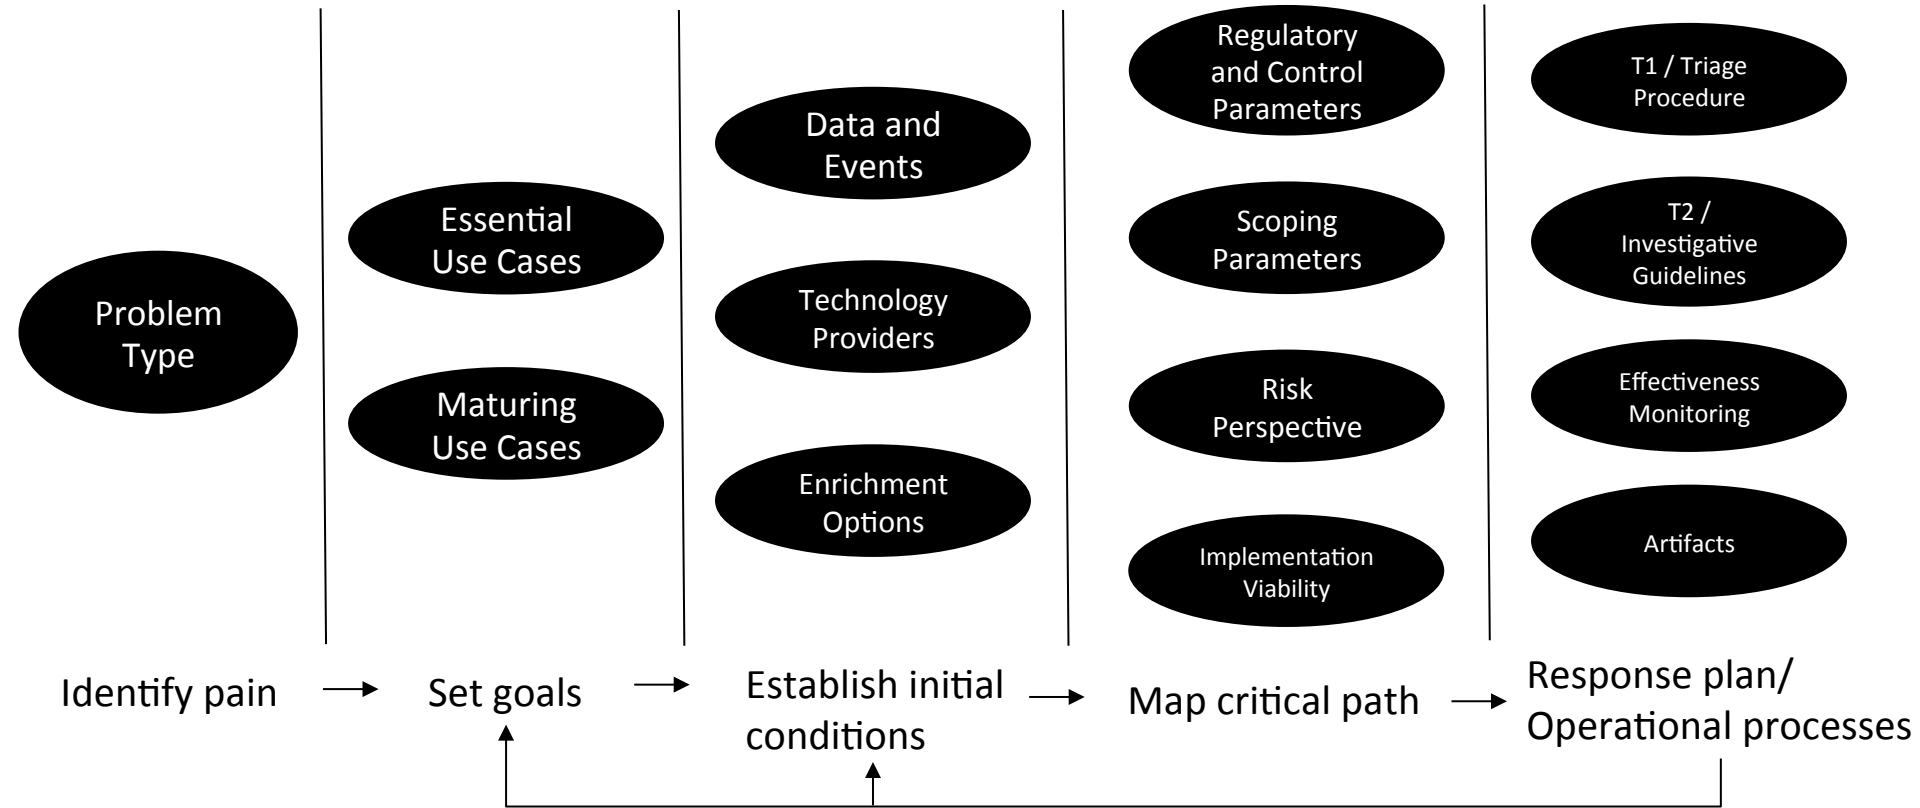 Problem
Type
Essential
Use Cases
Maturing
Use Cases
Data and
Events
Technology
Providers
Enrichment
Options
Regulatory
and Control
Parameters
Scoping
Parameters
Risk
Perspective
Implementation
Viability
T1 / Triage
Procedure
T2 /
Investigative
Guidelines
Effectiveness
Monitoring
Artifacts
Identify pain
Set goals
Establish initial
conditions
Map critical path
Response plan/
Operational processes